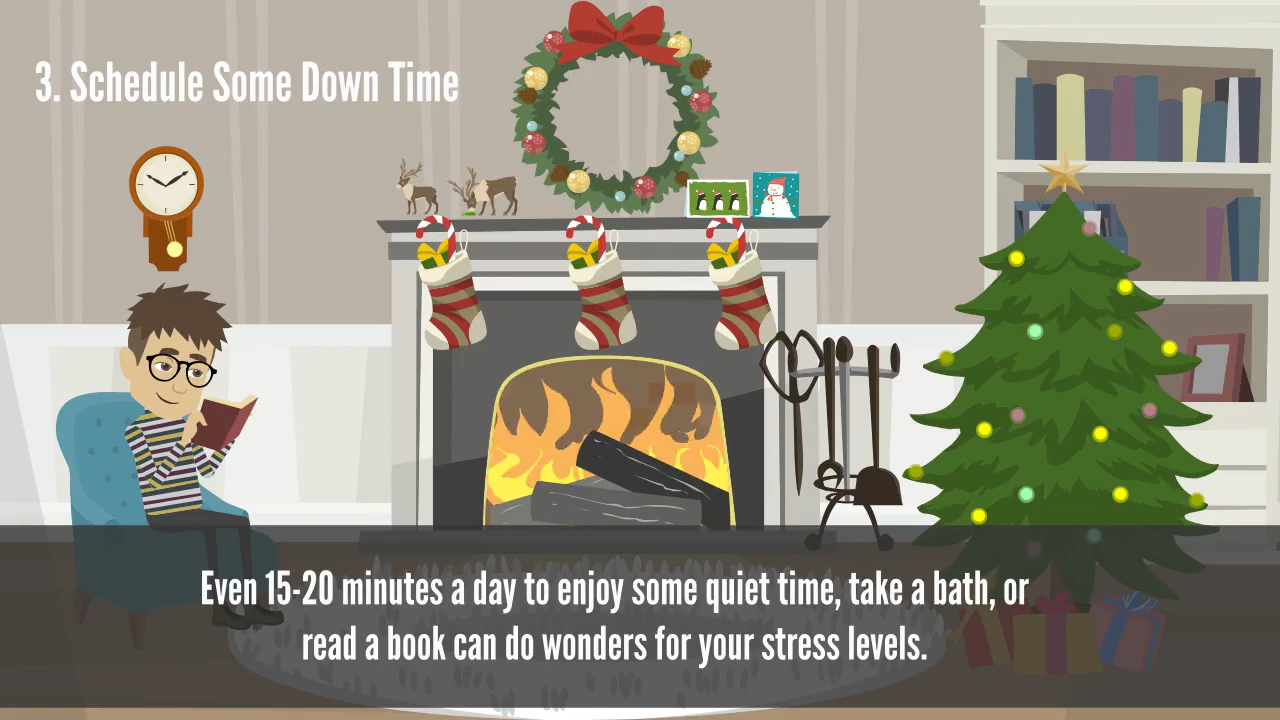 3. Schedule Some Down Time
Even 15-20 minutes a day to enjoy some quiet time, take a bath, or
read a book can do wonders for your stress levels.